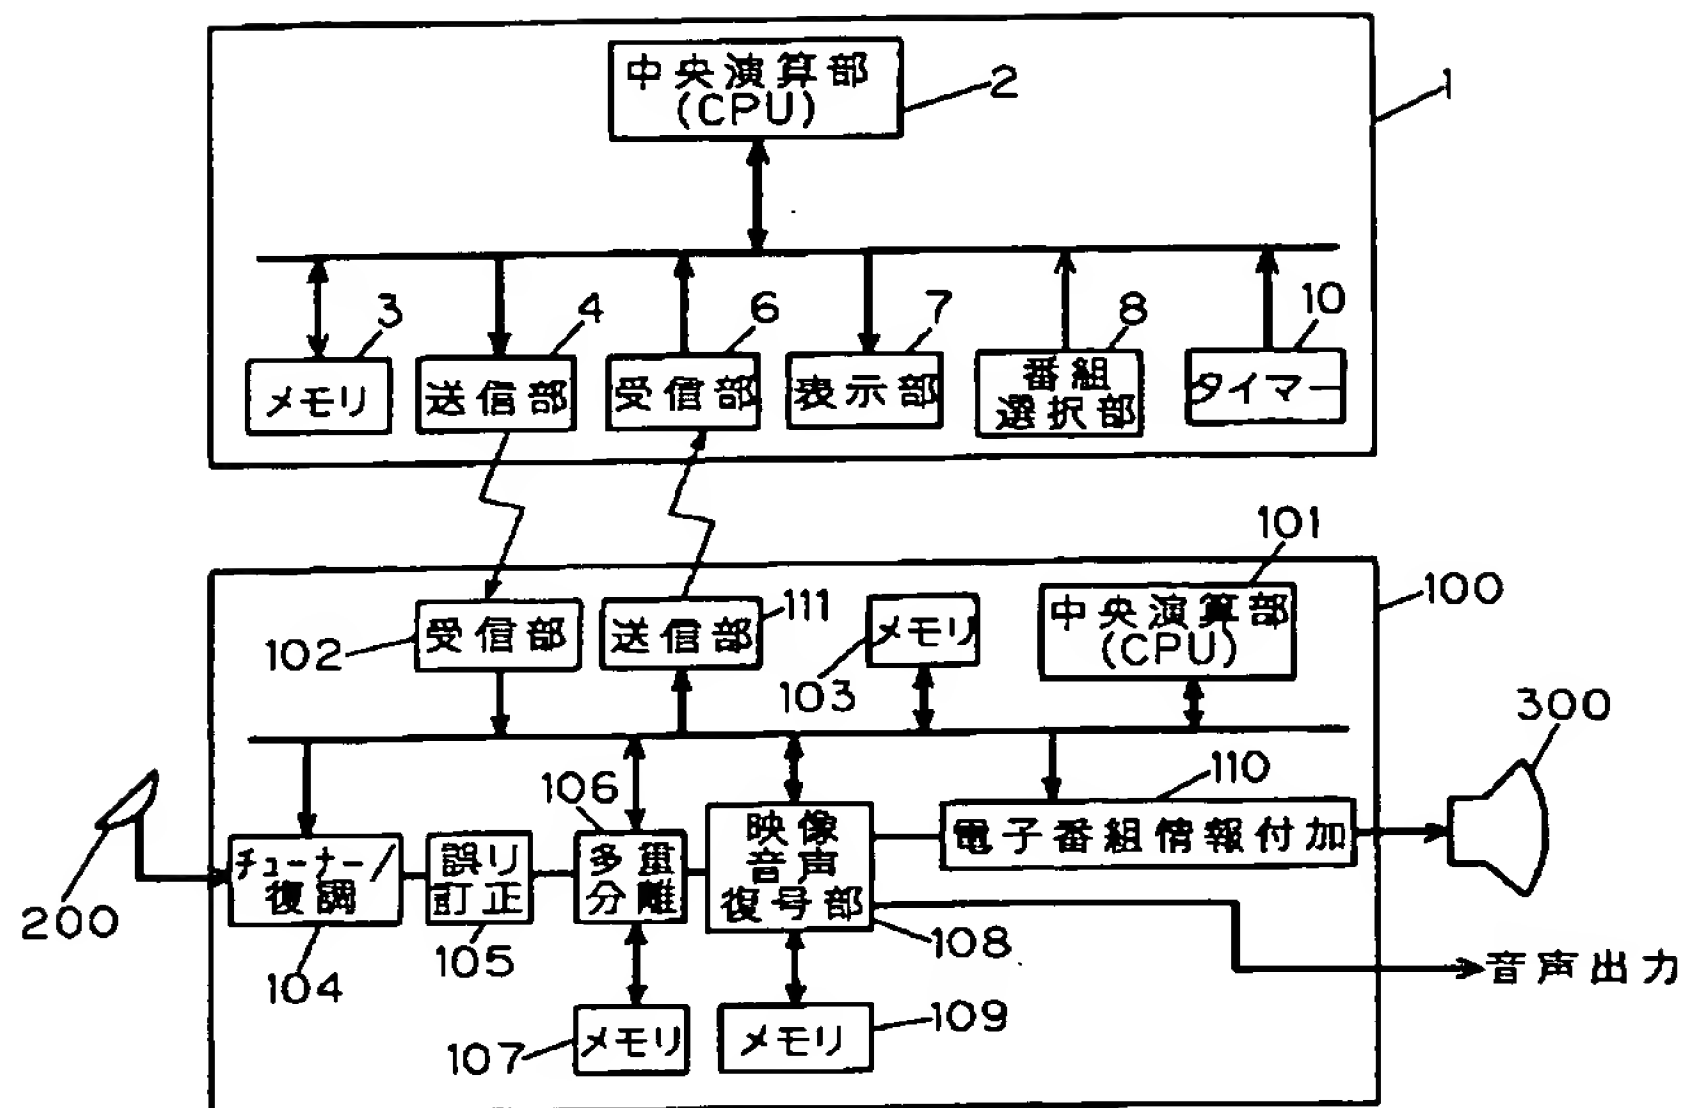 中央演算部
(CPU)
2
1
3
4
6
7
8
10
メモリ
送信部
受信部
表示部
番組
選択部
タイマー
101
100
102
受信部
送信部
111
メモリ
103
中央演算部
(CPU)
300
200
106
110
チューナー/
復調
104
誤り
訂正
105
多重
分離
映像
音声
復号部
108
電子番組情報付加
音声出力
107
メモリ
メモリ
109